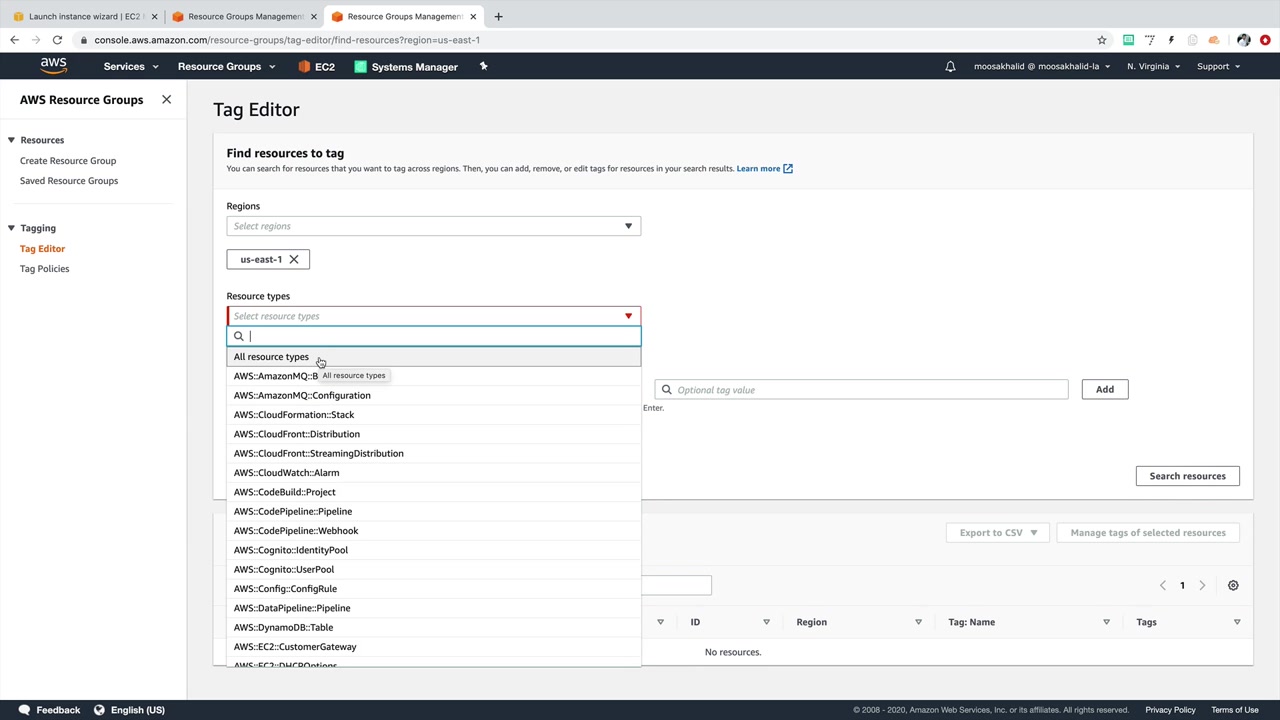 Launch instance wizard | EC2
Resource Groups Management
Resource Groups Management
console.aws.amazon.com/resource-groups/tag-editor/find-resources?region=us-east-1
aws
Services
Resource Groups
EC2
Systems Manager
moosakhalid @ moosakhalid-la
N. Virginia
Support
AWS Resource Groups
Resources
Create Resource Group
Saved Resource Groups
Tagging
Tag Editor
Tag Policies
Tag Editor
Find resources to tag
You can search for resources that you want to tag across regions. Then, you can add, remove, or edit tags for resources in your search results. Learn more
Regions
Select regions
us-east-1
Resource types
Select resource types
All resource types
All resource types
AWS::AmazonMQ::B
AWS::AmazonMQ::Configuration
AWS::CloudFormation::Stack
AWS::CloudFront::Distribution
AWS::CloudFront::StreamingDistribution
AWS::CloudWatch::Alarm
AWS::CodeBuild::Project
AWS::CodePipeline::Pipeline
AWS::CodePipeline::Webhook
AWS::Cognito::IdentityPool
AWS::Cognito::UserPool
AWS::Config::ConfigRule
AWS::DataPipeline::Pipeline
AWS::DynamoDB::Table
AWS::EC2::CustomerGateway
AWS::EC2::DHCPOptions
Optional tag value
Add
Enter.
Search resources
Export to CSV
Manage tags of selected resources
1
ID
Region
Tag: Name
Tags
No resources.
Feedback
English (US)
© 2008 - 2020, Amazon Web Services, Inc. or its affiliates. All rights reserved.
Privacy Policy
Terms of Use